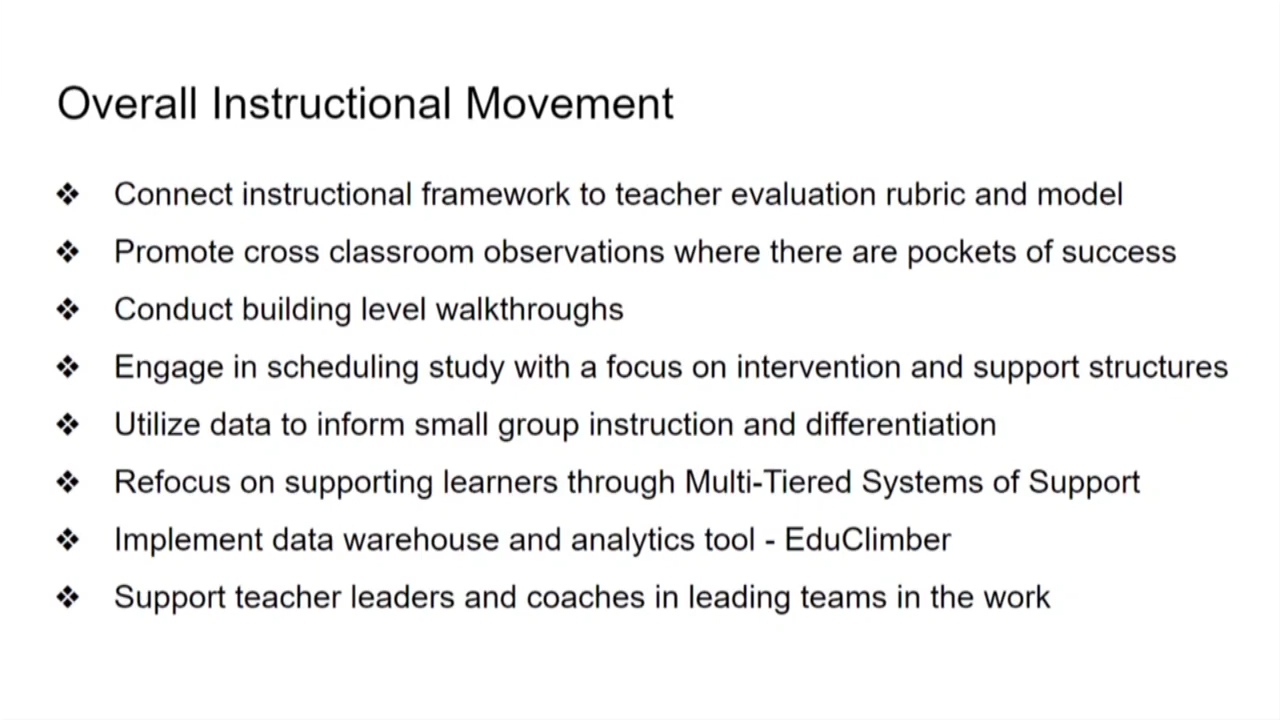 Overall Instructional Movement
❖ Connect instructional framework to teacher evaluation rubric and model
❖ Promote cross classroom observations where there are pockets of success
❖ Conduct building level walkthroughs
❖ Engage in scheduling study with a focus on intervention and support structures
❖ Utilize data to inform small group instruction and differentiation
❖ Refocus on supporting learners through Multi-Tiered Systems of Support
❖ Implement data warehouse and analytics tool - EduClimber
❖ Support teacher leaders and coaches in leading teams in the work